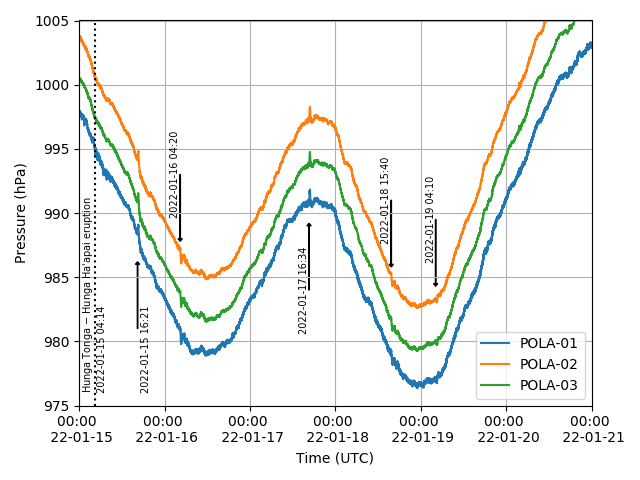 1005
1000
995
990
985
980
975
Pressure (hPa)
Hunga Tonga − Hunga Ha'apai eruption
2022-01-15 04:14
2022-01-15 16:21
2022-01-16 04:20
2022-01-17 16:34
2022-01-18 15:40
2022-01-19 04:10
POLA-01
POLA-02
POLA-03
00:00 00:00 00:00 00:00 00:00 00:00 00:00
22-01-15 22-01-16 22-01-17 22-01-18 22-01-19 22-01-20 22-01-21
Time (UTC)